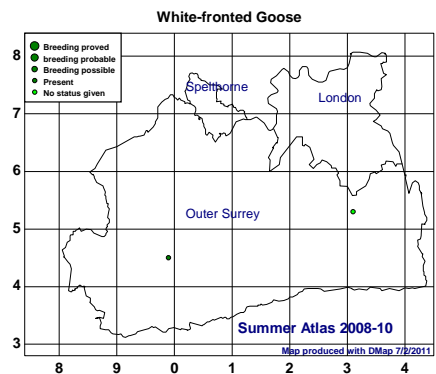 White-fronted Goose
8
7
6
5
4
3
Breeding proved
breeding probable
Breeding possible
Present
No status given
Spelthorne
London
Outer Surrey
Summer Atlas 2008-10
Map produced with DMap 7/2/2011
8 9 0 1 2 3 4